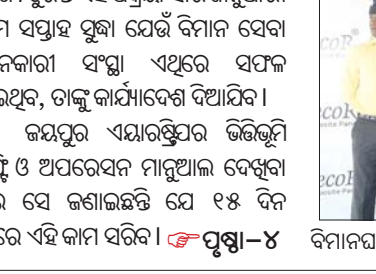 ମ ସପ୍ତାହ ସୁଦ୍ଧା ଯେଉଁ ବିମାନ ସେବା
ନକାରୀ ସଂସ୍ଥା ଏଥିରେ ସଫଳ
ଇଥିବ, ତାଙ୍କୁ କାର୍ଯ୍ୟାଦେଶ ଦିଆଯିବ।
ଜୟପୁର ଏୟାରଷ୍ଟ୍ରିପର ଭିତ୍ତିଭୂମି
ଓ ଅପରେସନ ମାନୁଆଲ ଦେଖିବା
ସେ ଜଣାଇଛନ୍ତି ଯେ ୧୫ ଦିନ
ରେ ଏହି କାମ ସରିବ। ☞ପୃଷ୍ଠା-୪
ବିମାନଘ